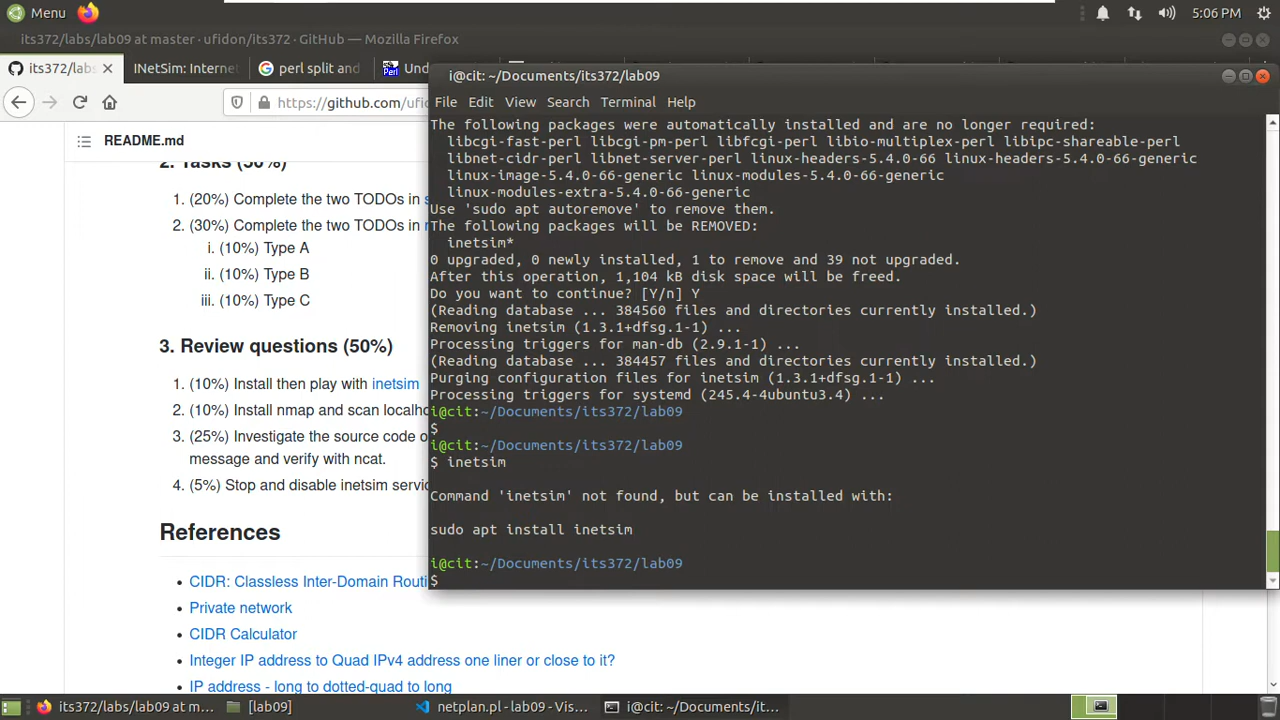 Menu
5:06 PM
its372/labs/lab09 at master · ufidon/its372 · GitHub — Mozilla Firefox
its372/labs
INetSim: Internet
perl split and
Und
https://github.com/ufi
README.md
2. Tasks (50%)
1. (20%) Complete the two TODOs in s
2. (30%) Complete the two TODOs in
i. (10%) Type A
ii. (10%) Type B
iii. (10%) Type C
3. Review questions (50%)
1. (10%) Install then play with inetsim
2. (10%) Install nmap and scan localho
3. (25%) Investigate the source code o
message and verify with ncat.
4. (5%) Stop and disable inetsim servic
References
• CIDR: Classless Inter-Domain Routi
• Private network
• CIDR Calculator
• Integer IP address to Quad IPv4 address one liner or close to it?
• IP address - long to dotted-quad to long
i@cit: ~/Documents/its372/lab09
File Edit View Search Terminal Help
The following packages were automatically installed and are no longer required:
libcgi-fast-perl libcgi-pm-perl libfcgi-perl libio-multiplex-perl libipc-shareable-perl
libnet-cidr-perl libnet-server-perl linux-headers-5.4.0-66 linux-headers-5.4.0-66-generic
linux-image-5.4.0-66-generic linux-modules-5.4.0-66-generic
linux-modules-extra-5.4.0-66-generic
Use 'sudo apt autoremove' to remove them.
The following packages will be REMOVED:
inetsim*
0 upgraded, 0 newly installed, 1 to remove and 39 not upgraded.
After this operation, 1,104 kB disk space will be freed.
Do you want to continue? [Y/n] Y
(Reading database ... 384560 files and directories currently installed.)
Removing inetsim (1.3.1+dfsg.1-1) ...
Processing triggers for man-db (2.9.1-1) ...
(Reading database ... 384457 files and directories currently installed.)
Purging configuration files for inetsim (1.3.1+dfsg.1-1) ...
Processing triggers for systemd (245.4-4ubuntu3.4) ...
i@cit:~/Documents/its372/lab09
$
i@cit:~/Documents/its372/lab09
$ inetsim
Command 'inetsim' not found, but can be installed with:
sudo apt install inetsim
i@cit:~/Documents/its372/lab09
$
its372/labs/lab09 at m...
[lab09]
netplan.pl - lab09 - Vis...
i@cit: ~/Documents/it...